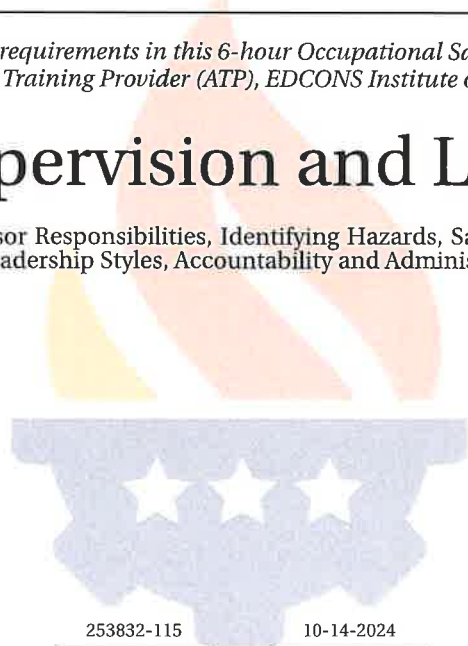 requirements in this 6-hour Occupational Sa
Training Provider (ATP), EDCONS Institute
pervision and L
sor Responsibilities, Identifying Hazards, Sa
adership Styles, Accountability and Adminis
253832-115 10-14-2024